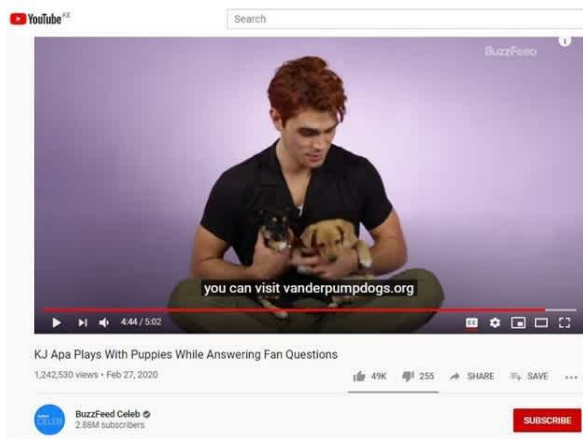 YouTube KE
Search
BuzzFeed
i
you can visit vanderpumpdogs.org
4:44 / 5:02
CC
KJ Apa Plays With Puppies While Answering Fan Questions
1,242,530 views • Feb 27, 2020
49K 255 SHARE SAVE
CELEB
BuzzFeed Celeb
2.88M subscribers
SUBSCRIBE